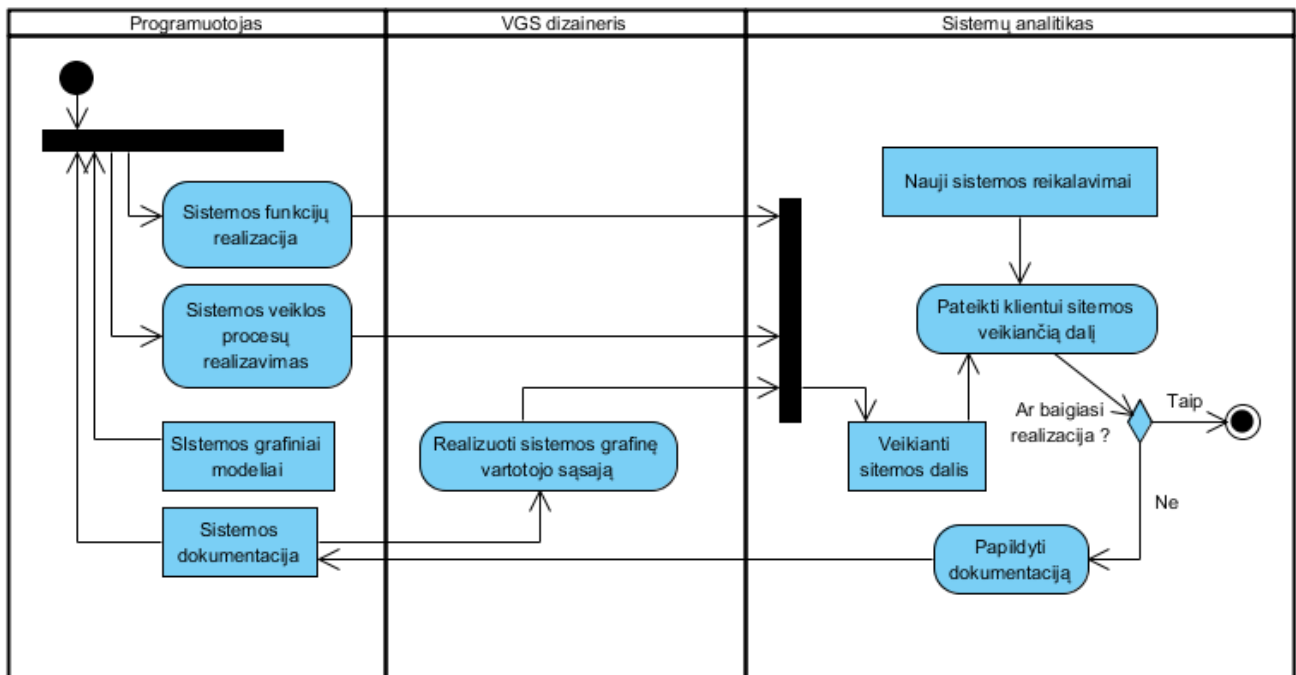 Programuotojas
VGS dizaineris
Sistemų analitikas
Sistemos funkcijų
realizacija
Sistemos veiklos
procesų
realizavimas
SIstemos grafiniai
modeliai
Sistemos
dokumentacija
Realizuoti sistemos grafinę
vartotojo sąsają
Nauji sistemos reikalavimai
Pateikti klientui sitemos
veikiančią dalį
Veikianti
sitemos dalis
Ar baigiasi
realizacija ?
Taip
Ne
Papildyti
dokumentaciją